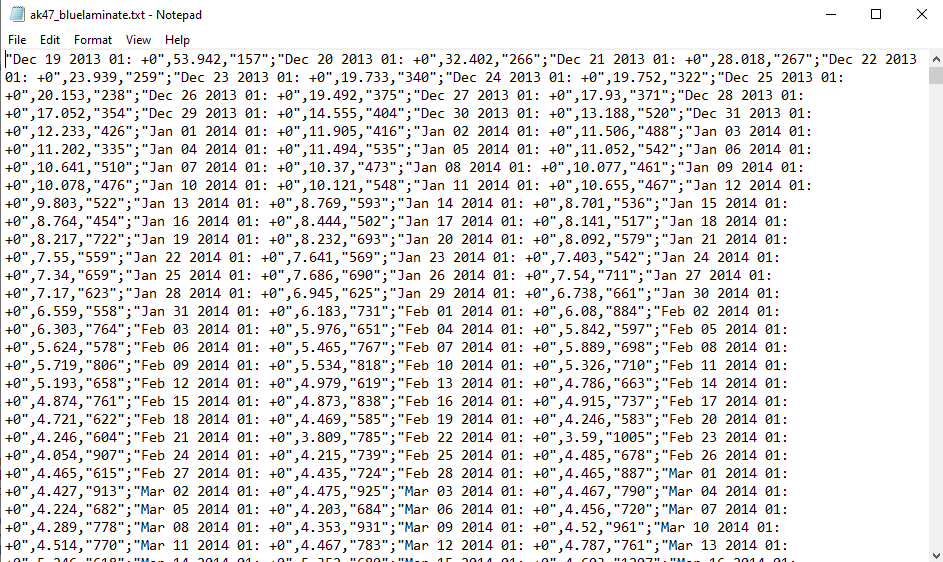 ak47_bluelaminate.txt - Notepad
File Edit Format View Help
"Dec 19 2013 01: +0",53.942,"157";"Dec 20 2013 01: +0",32.402,"266";"Dec 21 2013 01: +0",28.018,"267";"Dec 22 2013
01: +0",23.939,"259";"Dec 23 2013 01: +0",19.733,"340";"Dec 24 2013 01: +0",19.752,"322";"Dec 25 2013 01:
+0",20.153,"238";"Dec 26 2013 01: +0",19.492,"375";"Dec 27 2013 01: +0",17.93,"371";"Dec 28 2013 01:
+0",17.052,"354";"Dec 29 2013 01: +0",14.555,"404";"Dec 30 2013 01: +0",13.188,"520";"Dec 31 2013 01:
+0",12.233,"426";"Jan 01 2014 01: +0",11.905,"416";"Jan 02 2014 01: +0",11.506,"488";"Jan 03 2014 01:
+0",11.202,"335";"Jan 04 2014 01: +0",11.494,"535";"Jan 05 2014 01: +0",11.052,"542";"Jan 06 2014 01:
+0",10.641,"510";"Jan 07 2014 01: +0",10.37,"473";"Jan 08 2014 01: +0",10.077,"461";"Jan 09 2014 01:
+0",10.078,"476";"Jan 10 2014 01: +0",10.121,"548";"Jan 11 2014 01: +0",10.655,"467";"Jan 12 2014 01:
+0",9.803,"522";"Jan 13 2014 01: +0",8.769,"593";"Jan 14 2014 01: +0",8.701,"536";"Jan 15 2014 01:
+0",8.764,"454";"Jan 16 2014 01: +0",8.444,"502";"Jan 17 2014 01: +0",8.141,"517";"Jan 18 2014 01:
+0",8.217,"722";"Jan 19 2014 01: +0",8.232,"693";"Jan 20 2014 01: +0",8.092,"579";"Jan 21 2014 01:
+0",7.55,"559";"Jan 22 2014 01: +0",7.641,"569";"Jan 23 2014 01: +0",7.403,"542";"Jan 24 2014 01:
+0",7.34,"659";"Jan 25 2014 01: +0",7.686,"690";"Jan 26 2014 01: +0",7.54,"711";"Jan 27 2014 01:
+0",7.17,"623";"Jan 28 2014 01: +0",6.945,"625";"Jan 29 2014 01: +0",6.738,"661";"Jan 30 2014 01:
+0",6.559,"558";"Jan 31 2014 01: +0",6.183,"731";"Feb 01 2014 01: +0",6.08,"884";"Feb 02 2014 01:
+0",6.303,"764";"Feb 03 2014 01: +0",5.976,"651";"Feb 04 2014 01: +0",5.842,"597";"Feb 05 2014 01:
+0",5.624,"578";"Feb 06 2014 01: +0",5.465,"767";"Feb 07 2014 01: +0",5.889,"698";"Feb 08 2014 01:
+0",5.719,"806";"Feb 09 2014 01: +0",5.534,"818";"Feb 10 2014 01: +0",5.326,"710";"Feb 11 2014 01:
+0",5.193,"658";"Feb 12 2014 01: +0",4.979,"619";"Feb 13 2014 01: +0",4.786,"663";"Feb 14 2014 01:
+0",4.874,"761";"Feb 15 2014 01: +0",4.873,"838";"Feb 16 2014 01: +0",4.915,"737";"Feb 17 2014 01:
+0",4.721,"622";"Feb 18 2014 01: +0",4.469,"585";"Feb 19 2014 01: +0",4.246,"583";"Feb 20 2014 01:
+0",4.246,"604";"Feb 21 2014 01: +0",3.809,"785";"Feb 22 2014 01: +0",3.59,"1005";"Feb 23 2014 01:
+0",4.054,"907";"Feb 24 2014 01: +0",4.215,"739";"Feb 25 2014 01: +0",4.485,"678";"Feb 26 2014 01:
+0",4.465,"615";"Feb 27 2014 01: +0",4.435,"724";"Feb 28 2014 01: +0",4.465,"887";"Mar 01 2014 01:
+0",4.427,"913";"Mar 02 2014 01: +0",4.475,"925";"Mar 03 2014 01: +0",4.467,"790";"Mar 04 2014 01:
+0",4.224,"682";"Mar 05 2014 01: +0",4.203,"684";"Mar 06 2014 01: +0",4.456,"720";"Mar 07 2014 01:
+0",4.289,"778";"Mar 08 2014 01: +0",4.353,"931";"Mar 09 2014 01: +0",4.52,"961";"Mar 10 2014 01:
+0",4.514,"770";"Mar 11 2014 01: +0",4.467,"783";"Mar 12 2014 01: +0",4.787,"761";"Mar 13 2014 01: